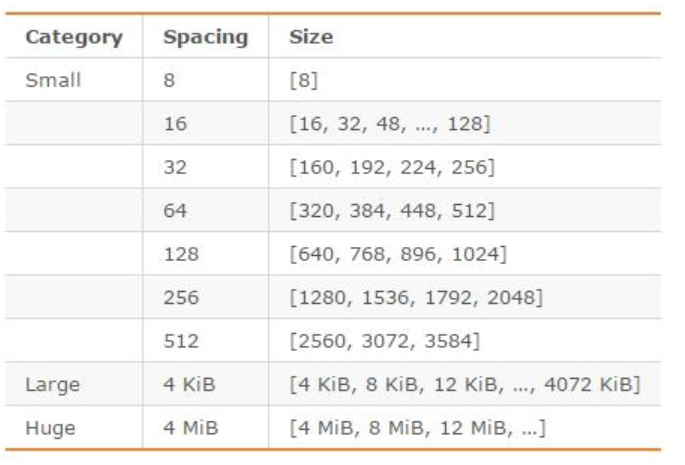 Category Spacing Size
Small 8 [8]
16 [16, 32, 48, ..., 128]
32 [160, 192, 224, 256]
64 [320, 384, 448, 512]
128 [640, 768, 896, 1024]
256 [1280, 1536, 1792, 2048]
512 [2560, 3072, 3584]
Large 4 KiB [4 KiB, 8 KiB, 12 KiB, ..., 4072 KiB]
Huge 4 MiB [4 MiB, 8 MiB, 12 MiB, ...]